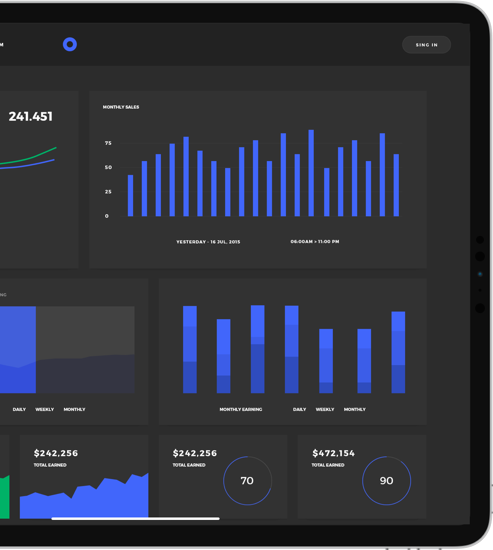 M
SING IN
241.451
MONTHLY SALES
75
50
25
0
YESTERDAY - 16 JUL, 2015
06:00AM > 11:00 PM
DAILY WEEKLY MONTHLY
MONTHLY EARNING DAILY WEEKLY MONTHLY
$242,256
TOTAL EARNED
$242,256
TOTAL EARNED
70
$472,154
TOTAL EARNED
90